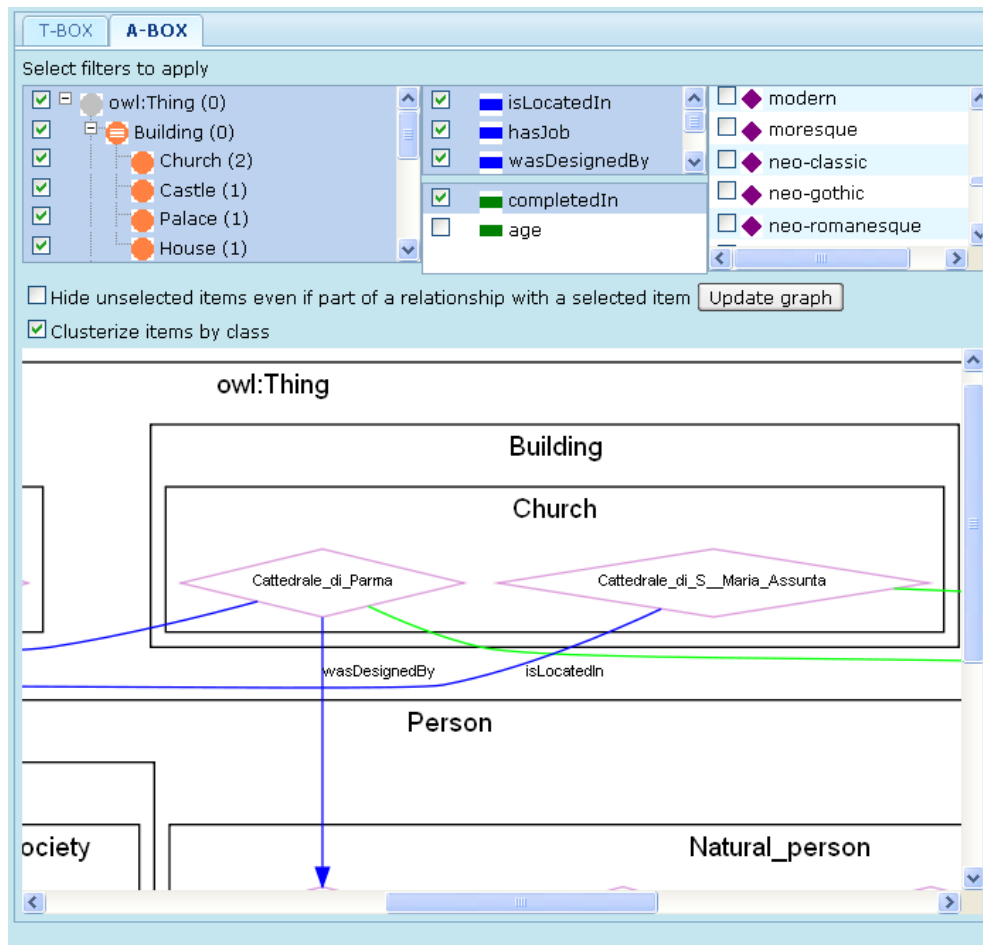 T-BOX A-BOX
Select filters to apply
owl:Thing (0)
Building (0)
Church (2)
Castle (1)
Palace (1)
House (1)
isLocatedIn
hasJob
wasDesignedBy
completedIn
age
modern
moresque
neo-classic
neo-gothic
neo-romanesque
Hide unselected items even if part of a relationship with a selected item Update graph
Clusterize items by class
owl:Thing
Building
Church
Cattedrale_di_Parma Cattedrale_di_S__Maria_Assunta
wasDesignedBy isLocatedIn
Person
ociety Natural_person